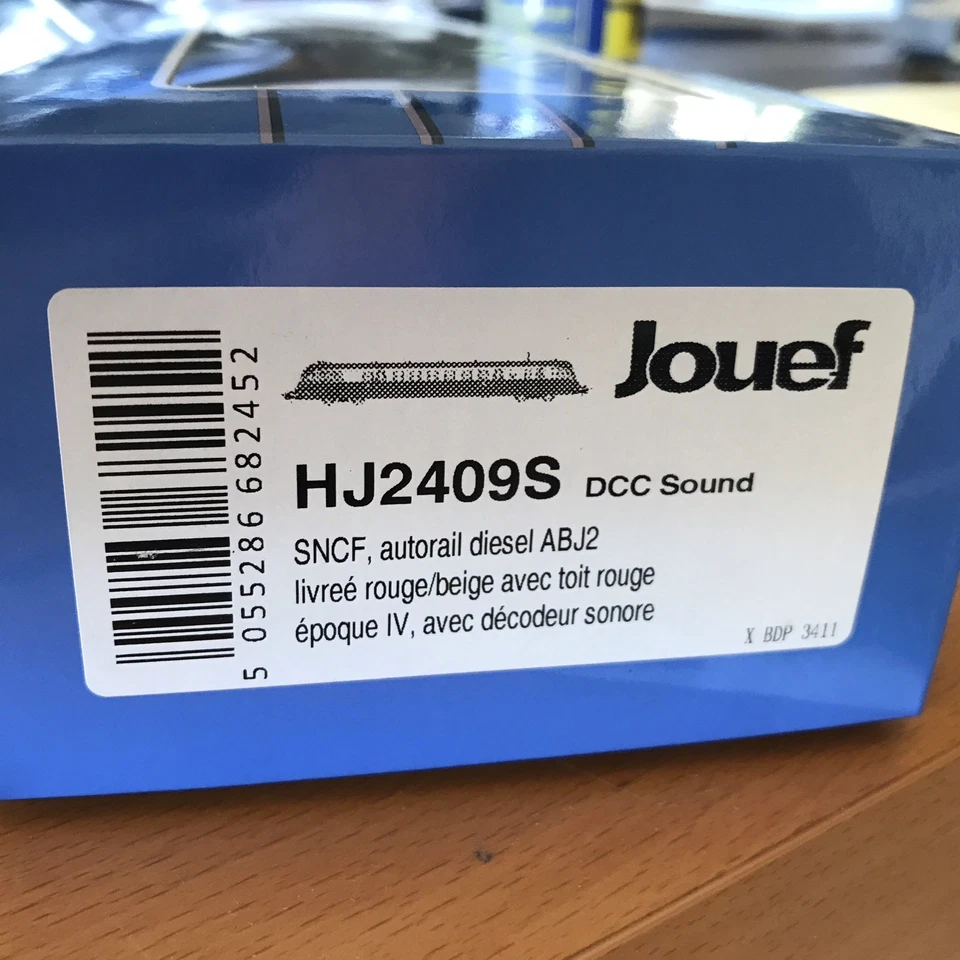 Jouef
HJ2409S DCC Sound
SNCF, autorail diesel ABJ2
livreé rouge/beige avec toit rouge
époque IV, avec décodeur sonore
X BDP 3411
5 055286 682452